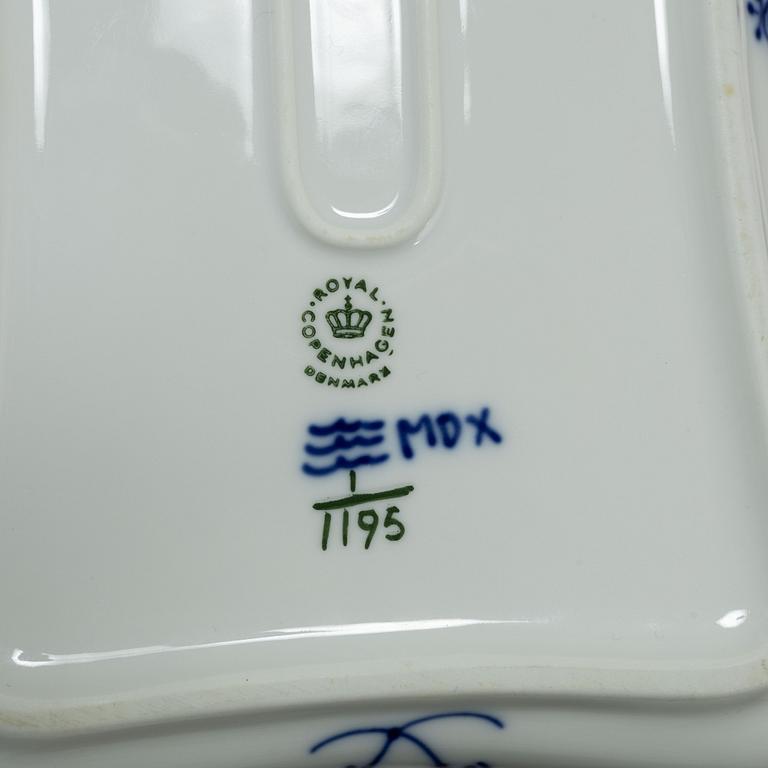 ROYAL
COPENHAGEN
DENMARK
MDX
1
1195